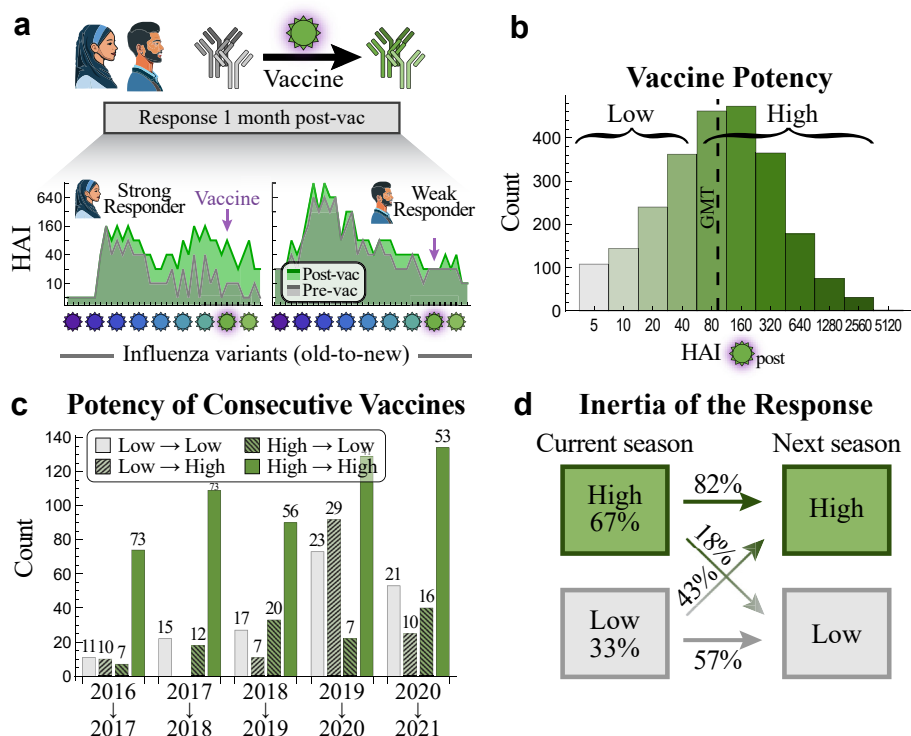 a
Vaccine
Response 1 month post-vac
HAI
640
160
40
10
Strong
Responder
Vaccine
Weak
Responder
Post-vac
Pre-vac
Influenza variants (old-to-new)
b
Vaccine Potency
Low
High
Count
400
300
200
100
0
GMT
5 10 20 40 80 160 320 640 1280 2560 5120
HAI post
c
Potency of Consecutive Vaccines
Low → Low
Low → High
High → Low
High → High
Count
140
120
100
80
60
40
20
0
11 10 7 73
15 12 73
17 7 20 56
23 29 7
21 10 16 53
2016 2017 2018 2019 2020
↓ ↓ ↓ ↓ ↓
2017 2018 2019 2020 2021
d
Inertia of the Response
Current season
Next season
High
67%
82%
High
18%
43%
Low
33%
57%
Low